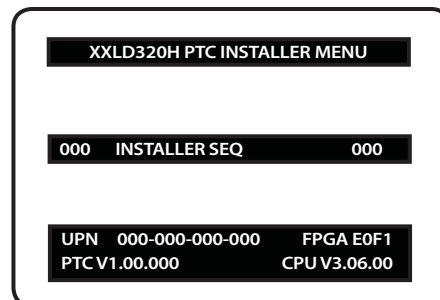 XXLD320H PTC INSTALLER MENU
000 INSTALLER SEQ 000
UPN 000-000-000-000 FPGA E0F1
PTC V1.00.000 CPU V3.06.00